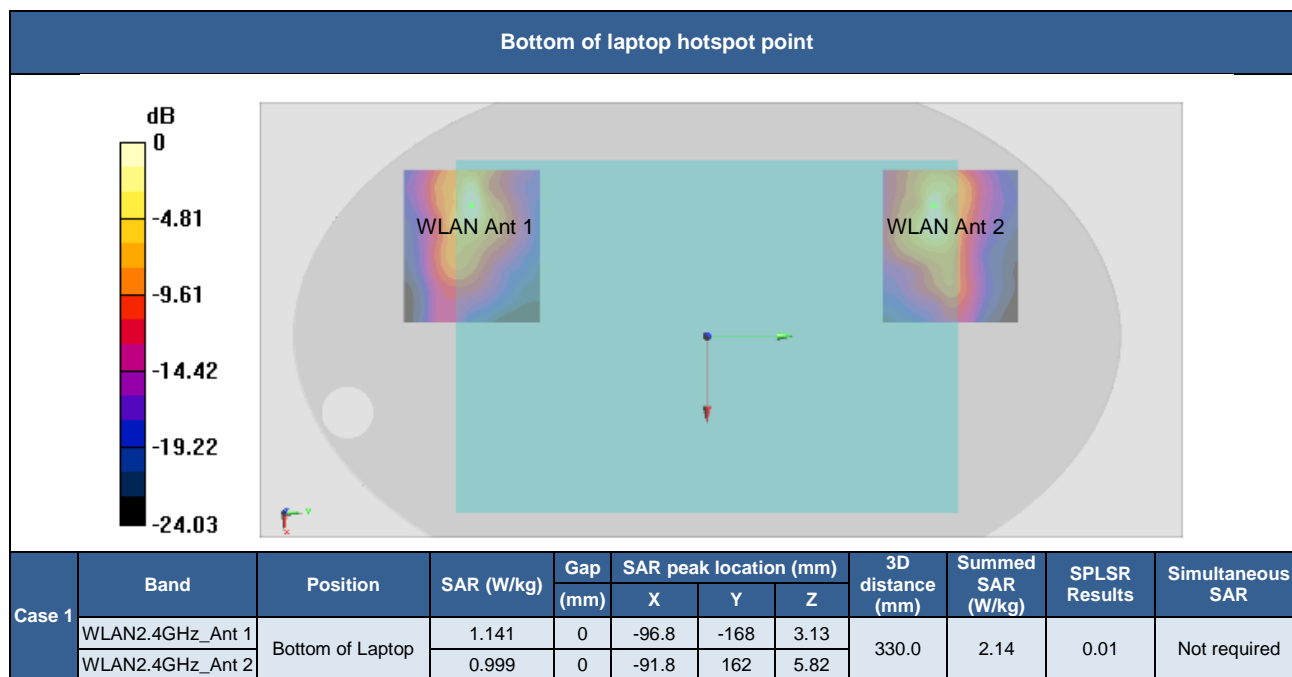 Bottom of laptop hotspot point
dB
0
-4.81
-9.61
-14.42
-19.22
-24.03
WLAN Ant 1
WLAN Ant 2
Y
X
Case 1
Band
Position
SAR (W/kg)
Gap
(mm)
SAR peak location (mm)
X
Y
Z
3D
distance
(mm)
Summed
SAR
(W/kg)
SPLSR
Results
Simultaneous
SAR
WLAN2.4GHz_Ant 1
Bottom of Laptop
1.141
0
-96.8
-168
3.13
330.0
2.14
0.01
Not required
WLAN2.4GHz_Ant 2
0.999
0
-91.8
162
5.82